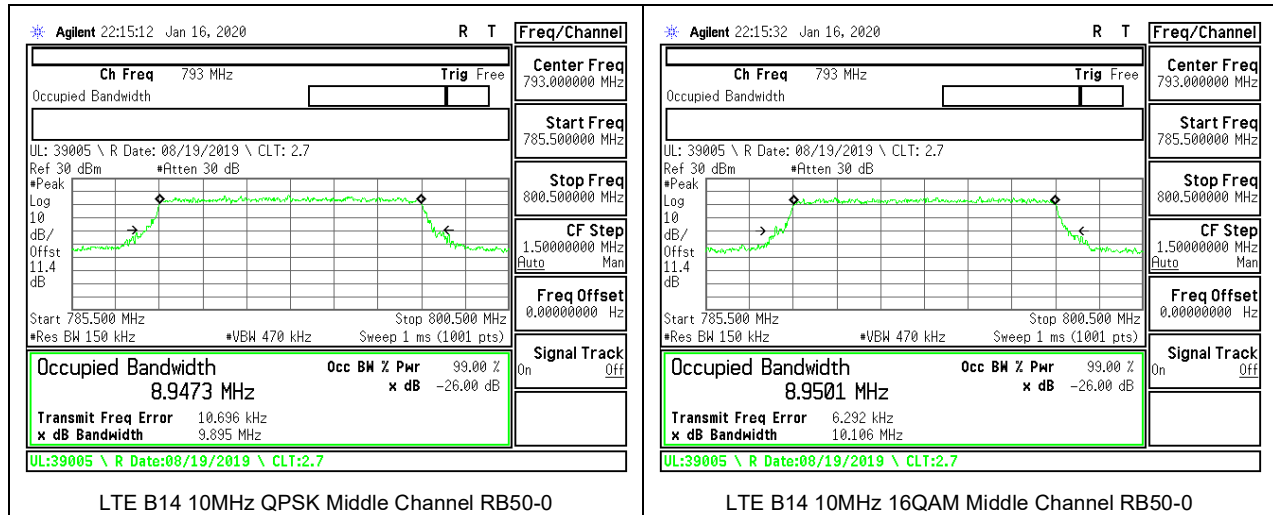 Agilent 22:15:12 Jan 16, 2020 R T Freq/Channel
Ch Freq 793 MHz Trig Free
Occupied Bandwidth
Center Freq
793.000000 MHz
Start Freq
785.500000 MHz
UL: 39005 \ R Date: 08/19/2019 \ CLT: 2.7
Ref 30 dBm #Atten 30 dB
#Peak
Log
10
dB/
Offst
11.4
dB
Stop Freq
800.500000 MHz
CF Step
1.50000000 MHz
Auto Man
Freq Offset
0.00000000 Hz
Start 785.500 MHz Stop 800.500 MHz
#Res BW 150 kHz #VBW 470 kHz Sweep 1 ms (1001 pts)
Signal Track
On Off
Occupied Bandwidth Occ BW % Pwr 99.00 %
8.9473 MHz x dB -26.00 dB
Transmit Freq Error 10.696 kHz
x dB Bandwidth 9.895 MHz
UL:39005 \ R Date:08/19/2019 \ CLT:2.7
LTE B14 10MHz QPSK Middle Channel RB50-0
Agilent 22:15:32 Jan 16, 2020 R T Freq/Channel
Ch Freq 793 MHz Trig Free
Occupied Bandwidth
Center Freq
793.000000 MHz
Start Freq
785.500000 MHz
UL: 39005 \ R Date: 08/19/2019 \ CLT: 2.7
Ref 30 dBm #Atten 30 dB
#Peak
Log
10
dB/
Offst
11.4
dB
Stop Freq
800.500000 MHz
CF Step
1.50000000 MHz
Auto Man
Freq Offset
0.00000000 Hz
Start 785.500 MHz Stop 800.500 MHz
#Res BW 150 kHz #VBW 470 kHz Sweep 1 ms (1001 pts)
Signal Track
On Off
Occupied Bandwidth Occ BW % Pwr 99.00 %
8.9501 MHz x dB -26.00 dB
Transmit Freq Error 6.292 kHz
x dB Bandwidth 10.106 MHz
UL:39005 \ R Date:08/19/2019 \ CLT:2.7
LTE B14 10MHz 16QAM Middle Channel RB50-0